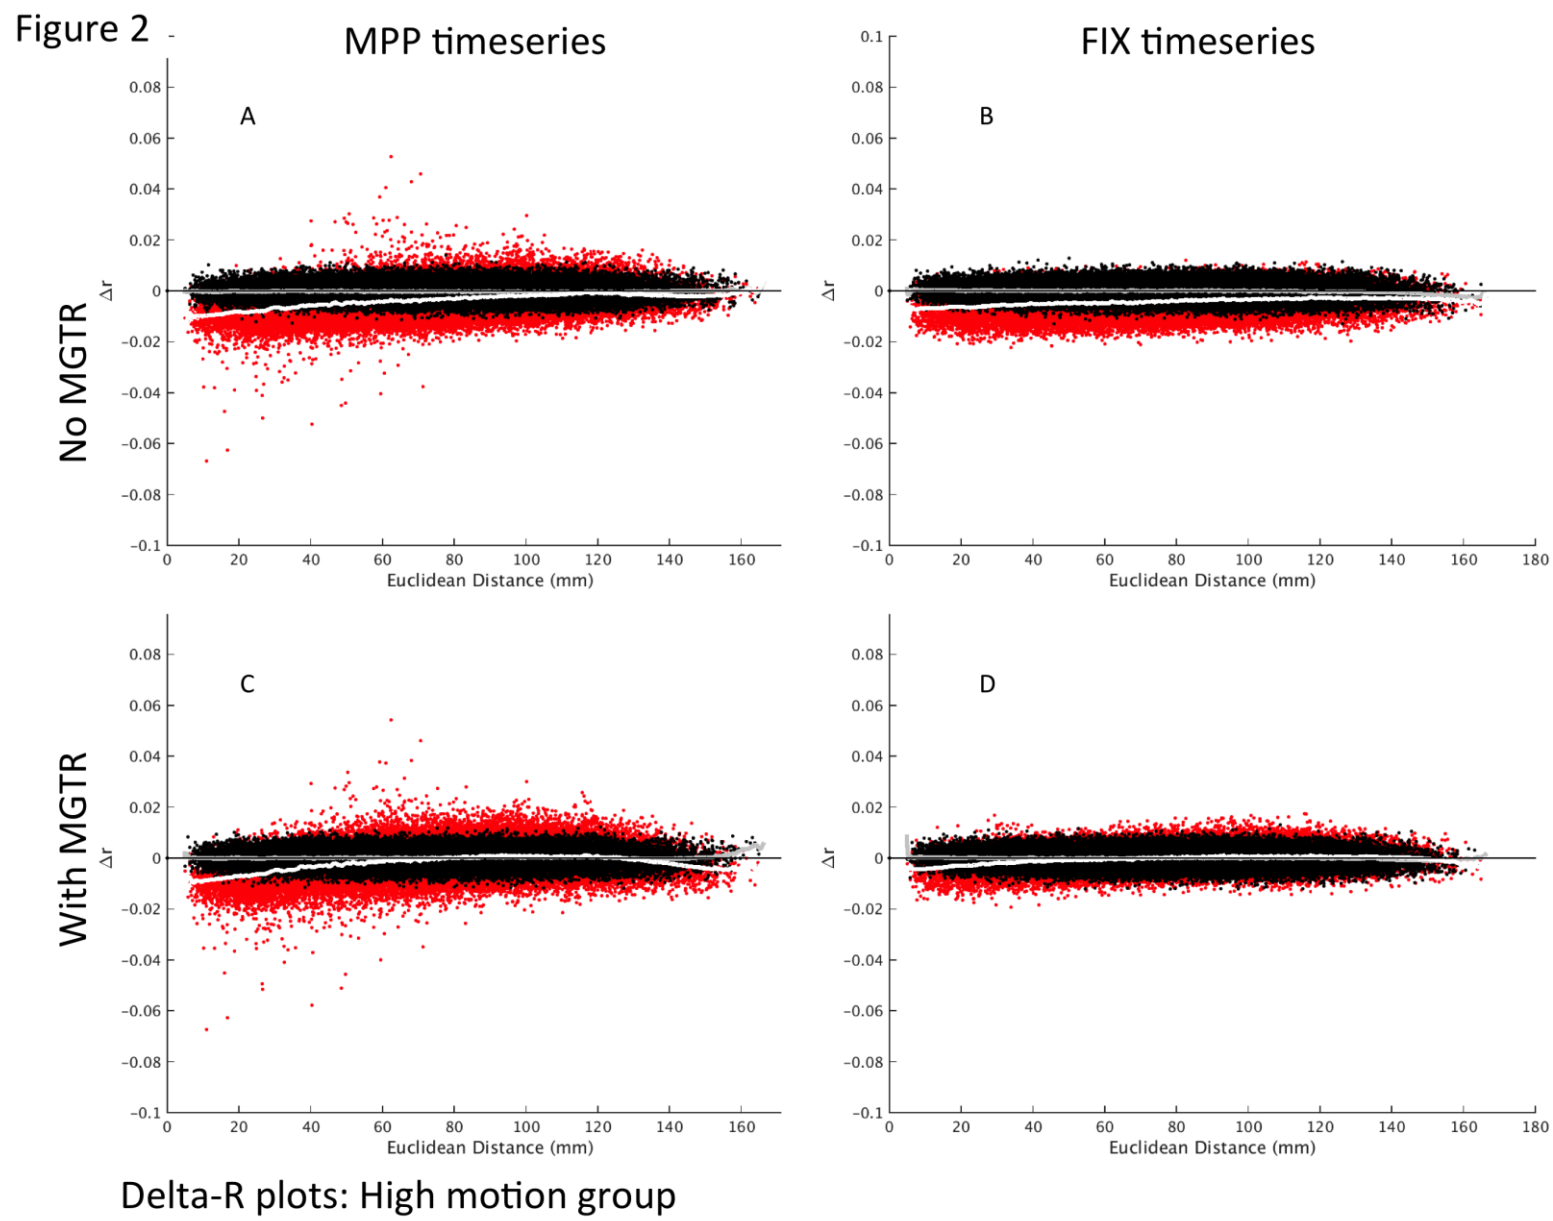 Figure 2
MPP timeseries
FIX timeseries
No MGTR
A
0.08
0.06
0.04
0.02
0
−0.02
−0.04
−0.06
−0.08
−0.1
Δr
0 20 40 60 80 100 120 140 160
Euclidean Distance (mm)
B
0.1
0.08
0.06
0.04
0.02
0
−0.02
−0.04
−0.06
−0.08
−0.1
Δr
0 20 40 60 80 100 120 140 160 180
Euclidean Distance (mm)
With MGTR
C
0.08
0.06
0.04
0.02
0
−0.02
−0.04
−0.06
−0.08
−0.1
Δr
0 20 40 60 80 100 120 140 160
Euclidean Distance (mm)
D
0.08
0.06
0.04
0.02
0
−0.02
−0.04
−0.06
−0.08
−0.1
Δr
0 20 40 60 80 100 120 140 160 180
Euclidean Distance (mm)
Delta-R plots: High motion group